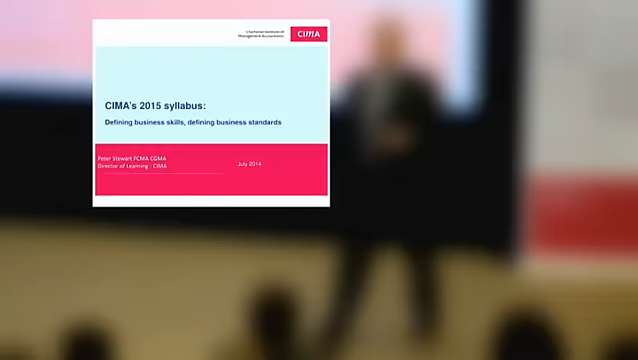 Chartered Institute of
Management Accountants
CIMA
CIMA's 2015 syllabus:
Defining business skills, defining business standards
Peter Stewart FCMA CGMA
Director of Learning - CIMA
July 2014